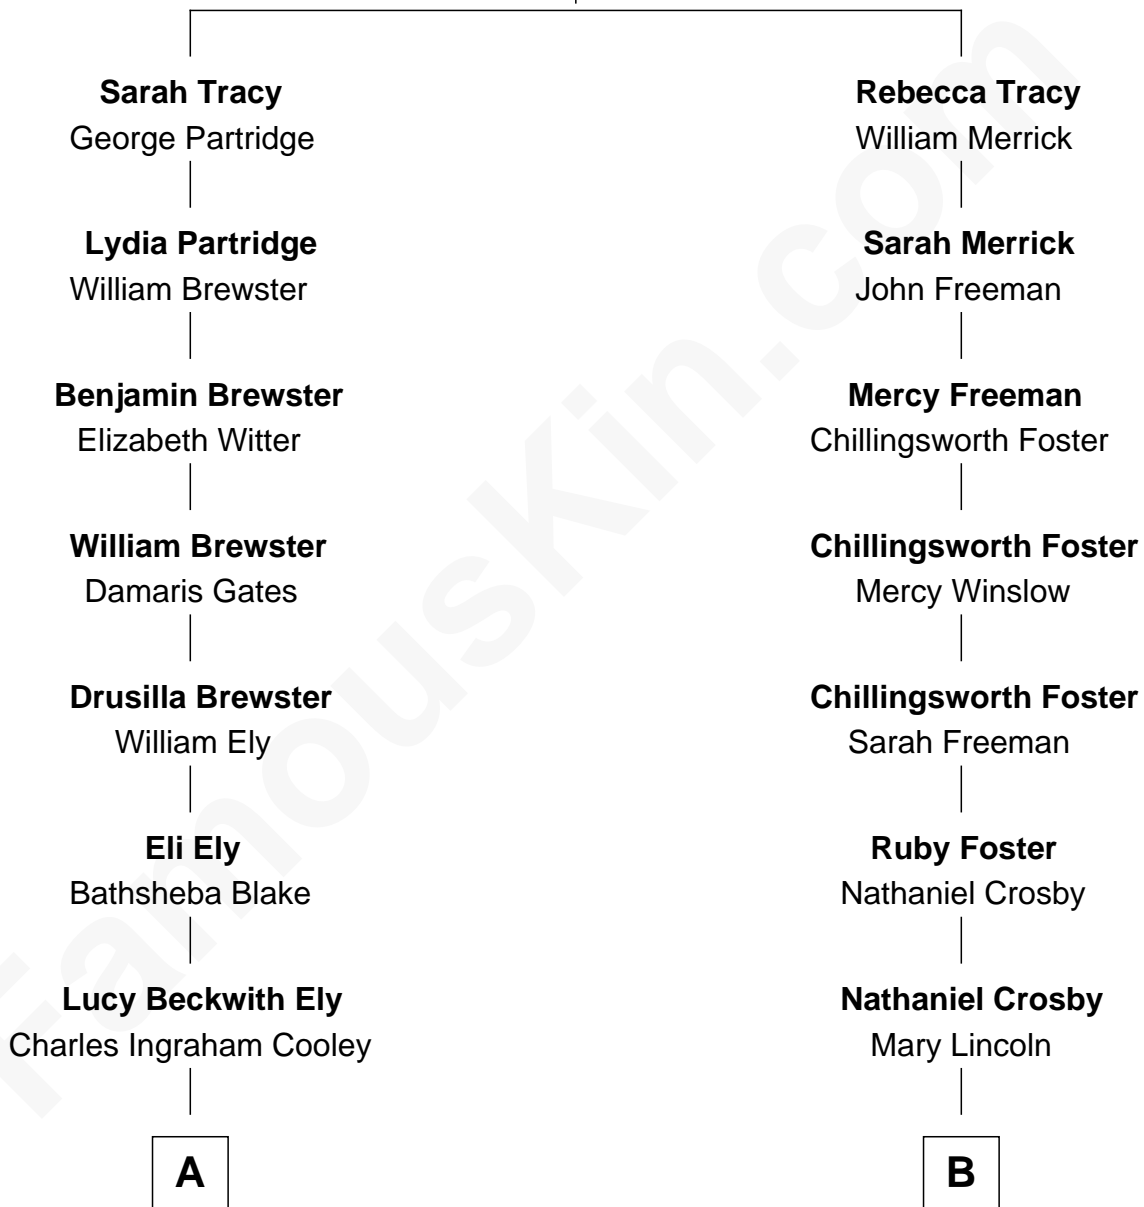 Sarah Tracy
George Partridge
Lydia Partridge
William Brewster
Benjamin Brewster
Elizabeth Witter
William Brewster
Damaris Gates
Drusilla Brewster
William Ely
Eli Ely
Bathsheba Blake
Lucy Beckwith Ely
Charles Ingraham Cooley
A
Rebecca Tracy
William Merrick
Sarah Merrick
John Freeman
Mercy Freeman
Chillingsworth Foster
Chillingsworth Foster
Mercy Winslow
Chillingsworth Foster
Sarah Freeman
Ruby Foster
Nathaniel Crosby
Nathaniel Crosby
Mary Lincoln
B
FamousKin.com